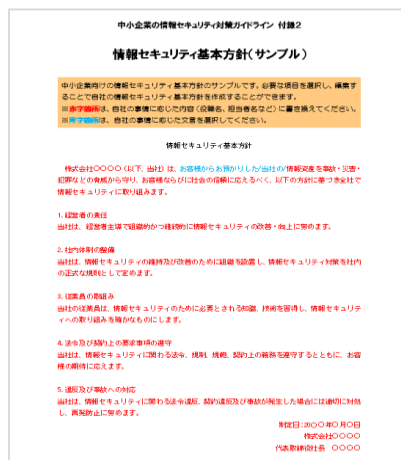 中小企業の情報セキュリティ対策ガイドライン 付録2
情報セキュリティ基本方針(サンプル)
中小企業向けの情報セキュリティ基本方針のサンプルです。必要な項目を選択し、編集す
ることで自社の情報セキュリティ基本方針を作成することができます。
※赤字箇所は、自社の事情に応じた内容(役職名、担当者名など)に書き換えてください。
※青字箇所は、自社の事情に応じた文言を選択してください。
情報セキュリティ基本方針
株式会社○○○○(以下、当社)は、お客様からお預かりした/当社の/情報資産を事故・災害・
犯罪などの脅威から守り、お客様ならびに社会の信頼に応えるべく、以下の方針に基づき全社で
情報セキュリティに取り組みます。
1.経営者の責任
当社は、経営者主導で組織的かつ継続的に情報セキュリティの改善・向上に努めます。
2.社内体制の整備
当社は、情報セキュリティの維持及び改善のために組織を設置し、情報セキュリティ対策を社内
の正式な規則として定めます。
3.従業員の取組み
当社の従業員は、情報セキュリティのために必要とされる知識、技術を習得し、情報セキュリテ
ィへの取り組みを確かなものにします。
4.法令及び契約上の要求事項の遵守
当社は、情報セキュリティに関わる法令、規制、規範、契約上の義務を遵守するとともに、お客
様の期待に応えます。
5.違反及び事故への対応
当社は、情報セキュリティに関わる法令違反、契約違反及び事故が発生した場合には適切に対処
し、再発防止に努めます。
制定日:20○○年○月○日
株式会社○○○○
代表取締役社長 ○○○○